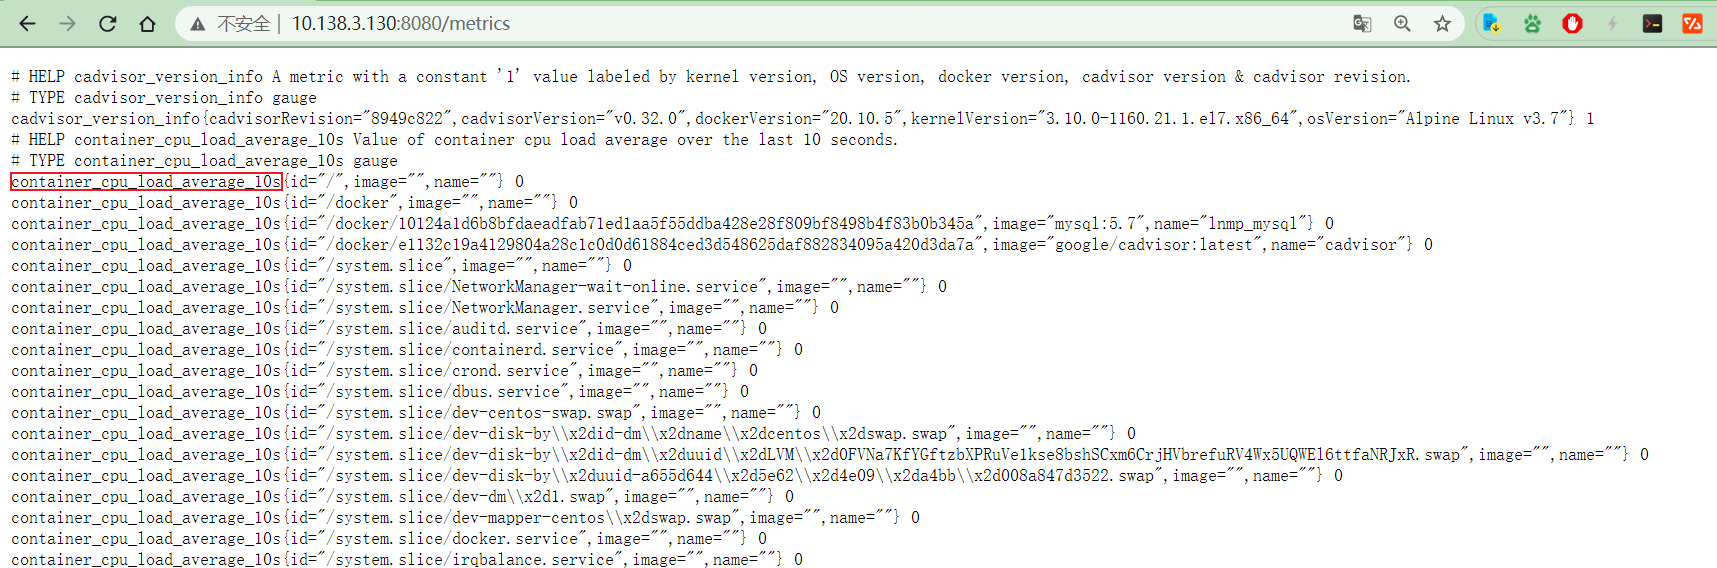 不安全 | 10.138.3.130:8080/metrics
# HELP cadvisor_version_info A metric with a constant '1' value labeled by kernel version, OS version, docker version, cadvisor version & cadvisor revision.
# TYPE cadvisor_version_info gauge
cadvisor_version_info{cadvisorRevision="8949c822",cadvisorVersion="v0.32.0",dockerVersion="20.10.5",kernelVersion="3.10.0-1160.21.1.el7.x86_64",osVersion="Alpine Linux v3.7"} 1
# HELP container_cpu_load_average_10s Value of container cpu load average over the last 10 seconds.
# TYPE container_cpu_load_average_10s gauge
container_cpu_load_average_10s{id="/",image="",name=""} 0
container_cpu_load_average_10s{id="/docker",image="",name=""} 0
container_cpu_load_average_10s{id="/docker/10124a1d6b8bfdaeadfab71ed1aa5f55ddba428e28f809bf8498b4f83b0b345a",image="mysql:5.7",name="lnmp_mysql"} 0
container_cpu_load_average_10s{id="/docker/e1132c19a4129804a28c1c0d0d61884ced3d548625daf882834095a420d3da7a",image="google/cadvisor:latest",name="cadvisor"} 0
container_cpu_load_average_10s{id="/system.slice",image="",name=""} 0
container_cpu_load_average_10s{id="/system.slice/NetworkManager-wait-online.service",image="",name=""} 0
container_cpu_load_average_10s{id="/system.slice/NetworkManager.service",image="",name=""} 0
container_cpu_load_average_10s{id="/system.slice/auditd.service",image="",name=""} 0
container_cpu_load_average_10s{id="/system.slice/containerd.service",image="",name=""} 0
container_cpu_load_average_10s{id="/system.slice/crond.service",image="",name=""} 0
container_cpu_load_average_10s{id="/system.slice/dbus.service",image="",name=""} 0
container_cpu_load_average_10s{id="/system.slice/dev-centos-swap.swap",image="",name=""} 0
container_cpu_load_average_10s{id="/system.slice/dev-disk-by\\x2did-dm\\x2dname\\x2dcentos\\x2dswap.swap",image="",name=""} 0
container_cpu_load_average_10s{id="/system.slice/dev-disk-by\\x2did-dm\\x2duuid\\x2dLVM\\x2dOFVNa7KfYGftzbXPRuVe1kse8bshSCxm6CrjHVbrefuRV4Wx5UQWE16ttfaNRJxR.swap",image="",name=""} 0
container_cpu_load_average_10s{id="/system.slice/dev-disk-by\\x2duuid-a655d644\\x2d5e62\\x2d4e09\\x2da4bb\\x2d008a847d3522.swap",image="",name=""} 0
container_cpu_load_average_10s{id="/system.slice/dev-dm\\x2d1.swap",image="",name=""} 0
container_cpu_load_average_10s{id="/system.slice/dev-mapper-centos\\x2dswap.swap",image="",name=""} 0
container_cpu_load_average_10s{id="/system.slice/docker.service",image="",name=""} 0
container_cpu_load_average_10s{id="/system.slice/irqbalance.service",image="",name=""} 0